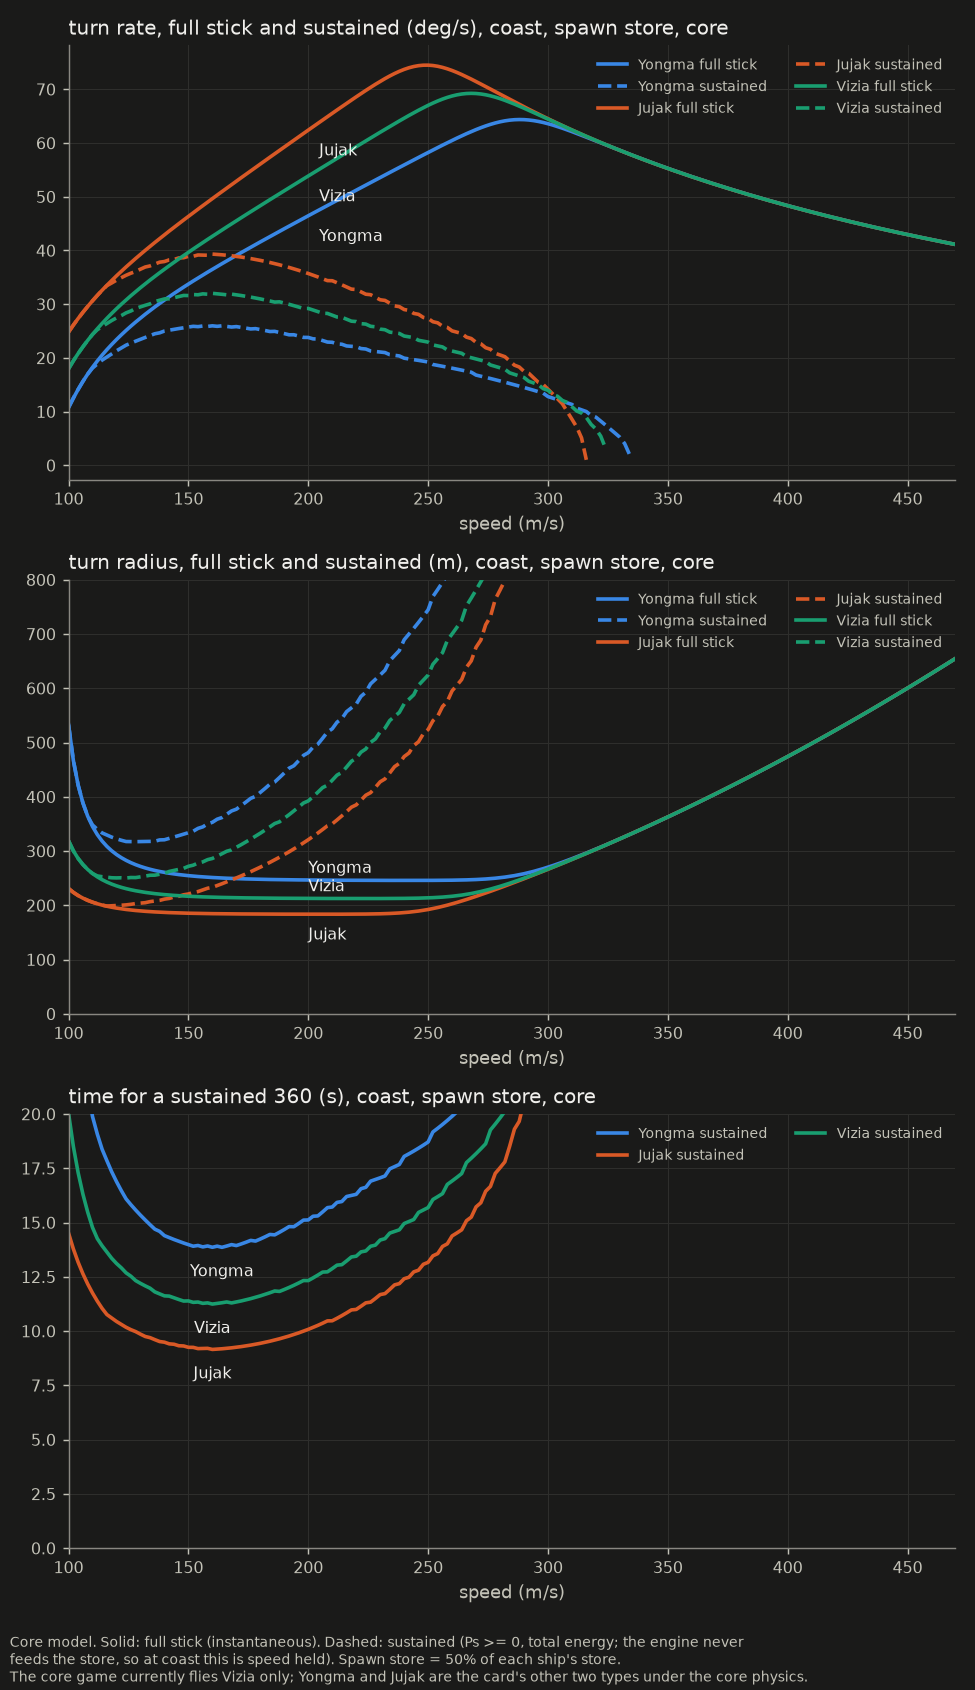 turn rate, full stick and sustained (deg/s), coast, spawn store, core
Yongma full stick
Yongma sustained
Jujak full stick
Jujak sustained
Vizia full stick
Vizia sustained
70
60
50
40
30
20
10
0
Jujak
Vizia
Yongma
100 150 200 250 300 350 400 450
speed (m/s)
turn radius, full stick and sustained (m), coast, spawn store, core
Yongma full stick
Yongma sustained
Jujak full stick
Jujak sustained
Vizia full stick
Vizia sustained
800
700
600
500
400
300
200
100
0
Yongma
Vizia
Jujak
100 150 200 250 300 350 400 450
speed (m/s)
time for a sustained 360 (s), coast, spawn store, core
Yongma sustained
Jujak sustained
Vizia sustained
20.0
17.5
15.0
12.5
10.0
7.5
5.0
2.5
0.0
Yongma
Vizia
Jujak
100 150 200 250 300 350 400 450
speed (m/s)
Core model. Solid: full stick (instantaneous). Dashed: sustained (Ps >= 0, total energy; the engine never
feeds the store, so at coast this is speed held). Spawn store = 50% of each ship's store.
The core game currently flies Vizia only; Yongma and Jujak are the card's other two types under the core physics.